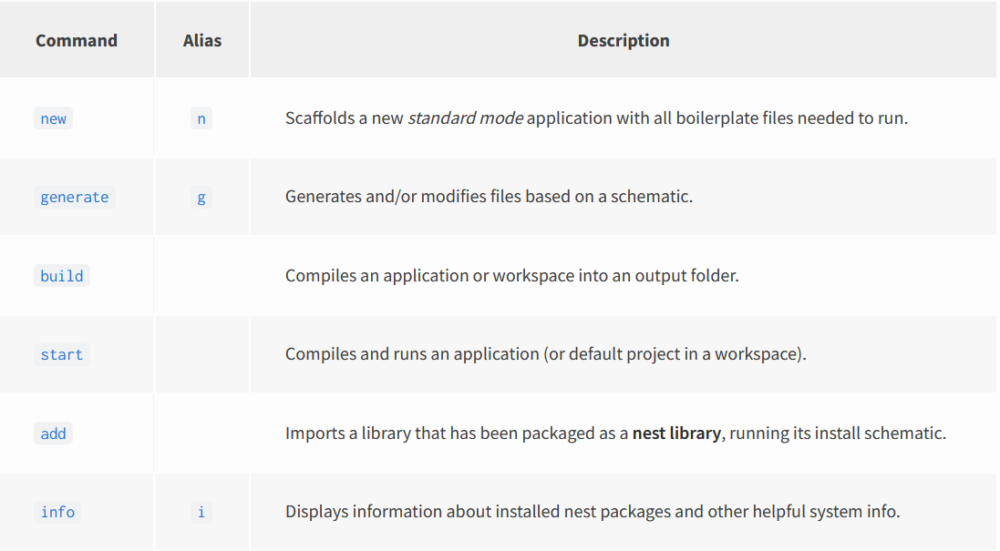 Command Alias Description
new n Scaffolds a new standard mode application with all boilerplate files needed to run.
generate g Generates and/or modifies files based on a schematic.
build Compiles an application or workspace into an output folder.
start Compiles and runs an application (or default project in a workspace).
add Imports a library that has been packaged as a nest library, running its install schematic.
info i Displays information about installed nest packages and other helpful system info.